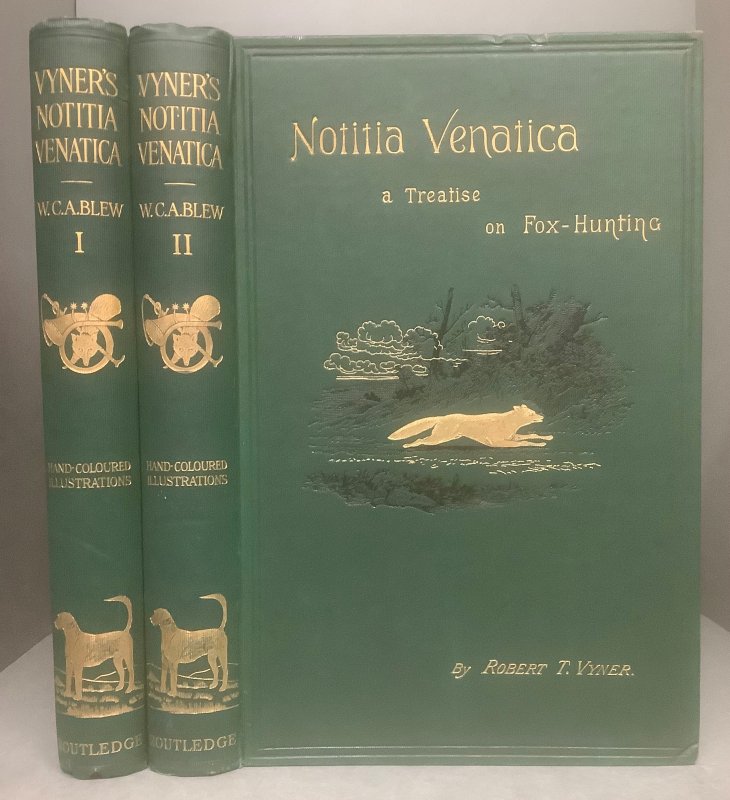 VYNER'S
NOTITIA
VENATICA
W.C.A.BLEW
I
HAND-COLOURED
ILLUSTRATIONS
ROUTLEDGE
VYNER'S
NOTITIA
VENATICA
W.C.A.BLEW
II
HAND-COLOURED
ILLUSTRATIONS
ROUTLEDGE
Notitia Venatica
a Treatise
on Fox-Hunting
By ROBERT T. VYNER.